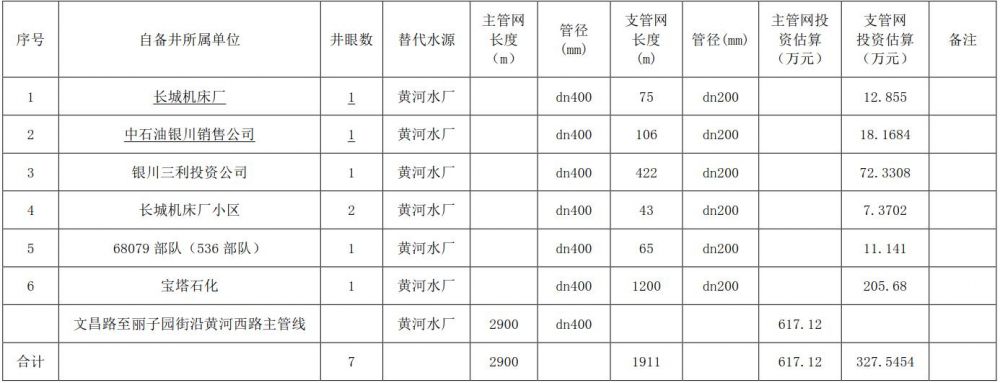 序号 自备井所属单位 井眼数 替代水源 主管网长度（m） 管径(mm) 支管网长度(m) 管径(mm) 主管网投资估算（万元） 支管网投资估算（万元） 备注
1 长城机床厂 1 黄河水厂 dn400 75 dn200 12.855
2 中石油银川销售公司 1 黄河水厂 dn400 106 dn200 18.1684
3 银川三利投资公司 1 黄河水厂 dn400 422 dn200 72.3308
4 长城机床厂小区 2 黄河水厂 dn400 43 dn200 7.3702
5 68079 部队（536 部队） 1 黄河水厂 dn400 65 dn200 11.141
6 宝塔石化 1 黄河水厂 dn400 1200 dn200 205.68
文昌路至丽子园街沿黄河西路主管线 黄河水厂 2900 dn400 617.12
合计 7 2900 1911 617.12 327.5454